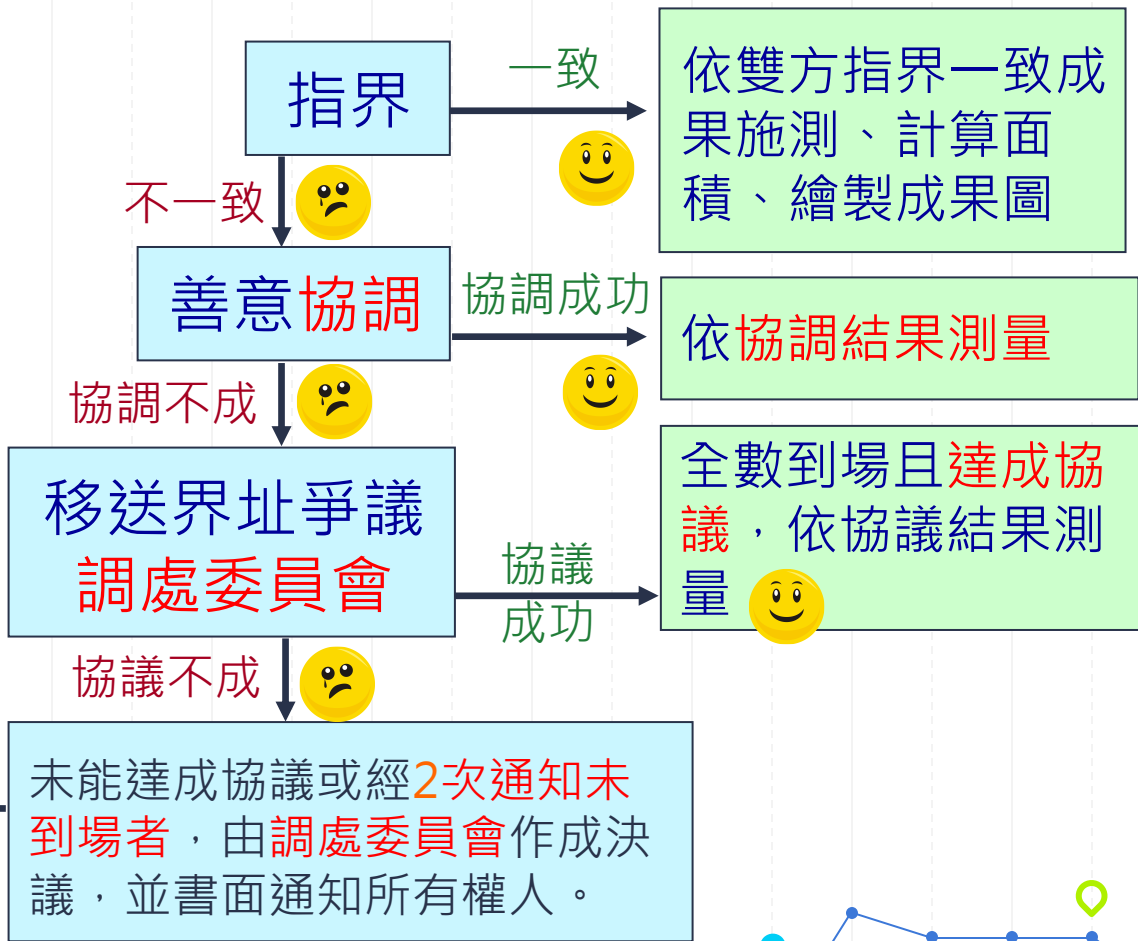 指界
一致
依雙方指界一致成
果施測、計算面
積、繪製成果圖
不一致
善意協調
協調成功
依協調結果測量
協調不成
移送界址爭議
調處委員會
協議
成功
全數到場且達成協
議，依協議結果測
量
協議不成
未能達成協議或經2次通知未
到場者，由調處委員會作成決
議，並書面通知所有權人。